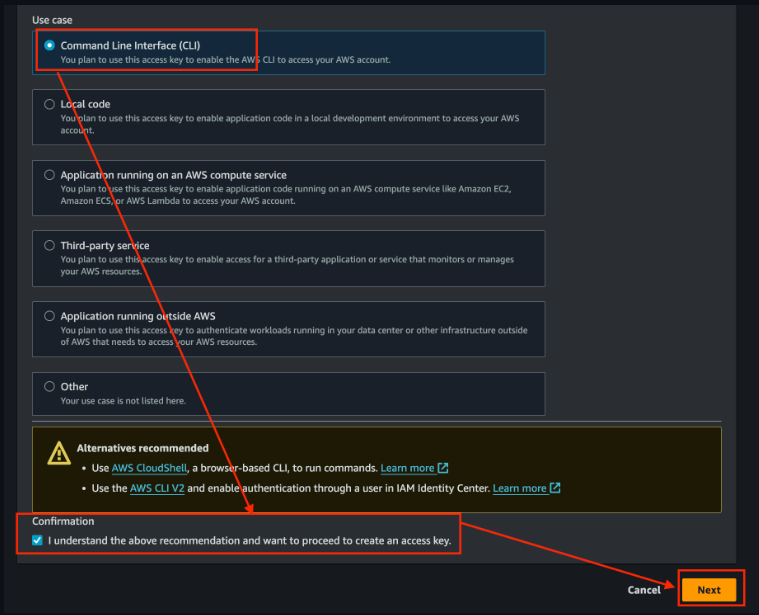 Use case
Command Line Interface (CLI)
You plan to use this access key to enable the AWS CLI to access your AWS account.
Local code
You plan to use this access key to enable application code in a local development environment to access your AWS
account.
Application running on an AWS compute service
You plan to use this access key to enable application code running on an AWS compute service like Amazon EC2,
Amazon ECS, or AWS Lambda to access your AWS account.
Third-party service
You plan to use this access key to enable access for a third-party application or service that monitors or manages
your AWS resources.
Application running outside AWS
You plan to use this access key to authenticate workloads running in your data center or other infrastructure outside
of AWS that needs to access your AWS resources.
Other
Your use case is not listed here.
Alternatives recommended
• Use AWS CloudShell, a browser-based CLI, to run commands. Learn more
• Use the AWS CLI V2 and enable authentication through a user in IAM Identity Center. Learn more
Confirmation
I understand the above recommendation and want to proceed to create an access key.
Cancel Next